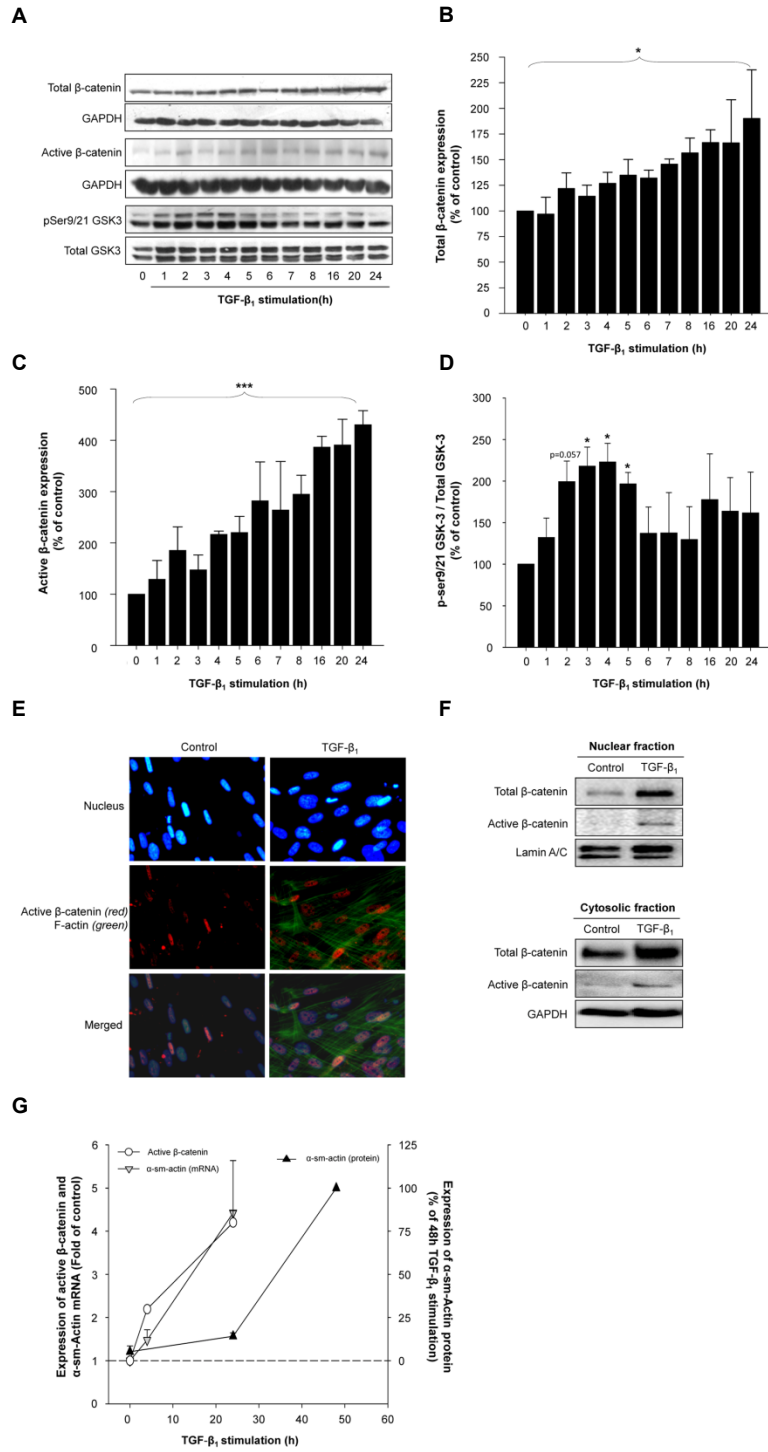 A
Total β-catenin
GAPDH
Active β-catenin
GAPDH
pSer9/21 GSK3
Total GSK3
0 1 2 3 4 5 6 7 8 16 20 24
TGF-β₁ stimulation(h)
B
Total β-catenin expression
(% of control)
250
225
200
175
150
125
100
75
50
25
0
*
0 1 2 3 4 5 6 7 8 16 20 24
TGF-β₁ stimulation (h)
C
Active β-catenin expression
(% of control)
500
400
300
200
100
0
***
0 1 2 3 4 5 6 7 8 16 20 24
TGF-β₁ stimulation (h)
D
p-ser9/21 GSK-3 / Total GSK-3
(% of control)
300
250
200
150
100
50
0
p=0.057
* * *
0 1 2 3 4 5 6 7 8 16 20 24
TGF-β₁ stimulation (h)
E
Control TGF-β₁
Nucleus
Active β-catenin (red)
F-actin (green)
Merged
F
Nuclear fraction
Control TGF-β₁
Total β-catenin
Active β-catenin
Lamin A/C
Cytosolic fraction
Control TGF-β₁
Total β-catenin
Active β-catenin
GAPDH
G
Expression of active β-catenin and
α-sm-Actin mRNA (Fold of control)
6
5
4
3
2
1
0
Active β-catenin
α-sm-actin (mRNA)
α-sm-actin (protein)
125
100
75
50
25
0
Expression of α-sm-Actin protein
(% of 48h TGF-β₁
stimulation)
0 10 20 30 40 50 60
TGF-β₁ stimulation (h)